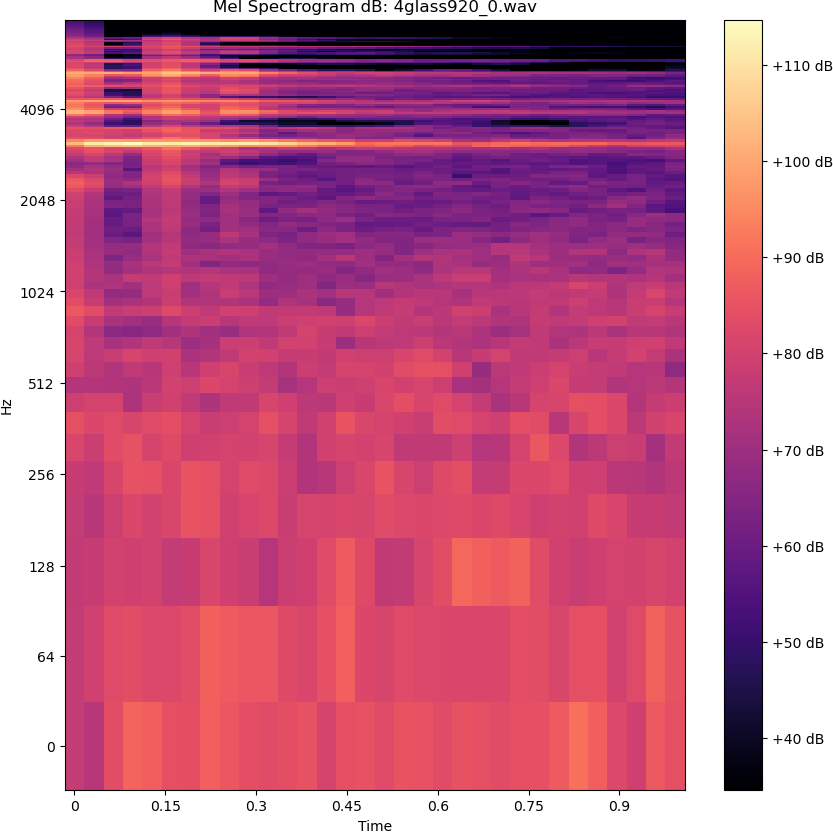 Mel Spectrogram dB: 4glass920_0.wav
4096
2048
1024
512
256
128
64
0
Hz
0
0.15
0.3
0.45
0.6
0.75
0.9
Time
+110 dB
+100 dB
+90 dB
+80 dB
+70 dB
+60 dB
+50 dB
+40 dB